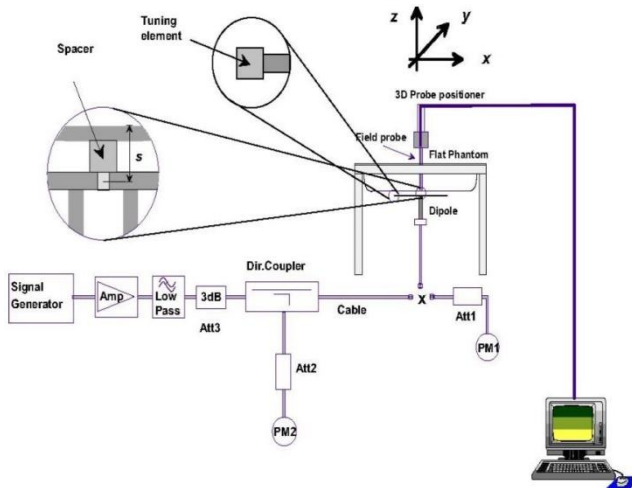 Tuning
element
Spacer
s
z
y
x
3D Probe positioner
Field probe
Flat Phantom
Dipole
Dir.Coupler
Signal
Generator
Amp
Low
Pass
3dB
Att3
Cable
x
Att1
PM1
Att2
PM2